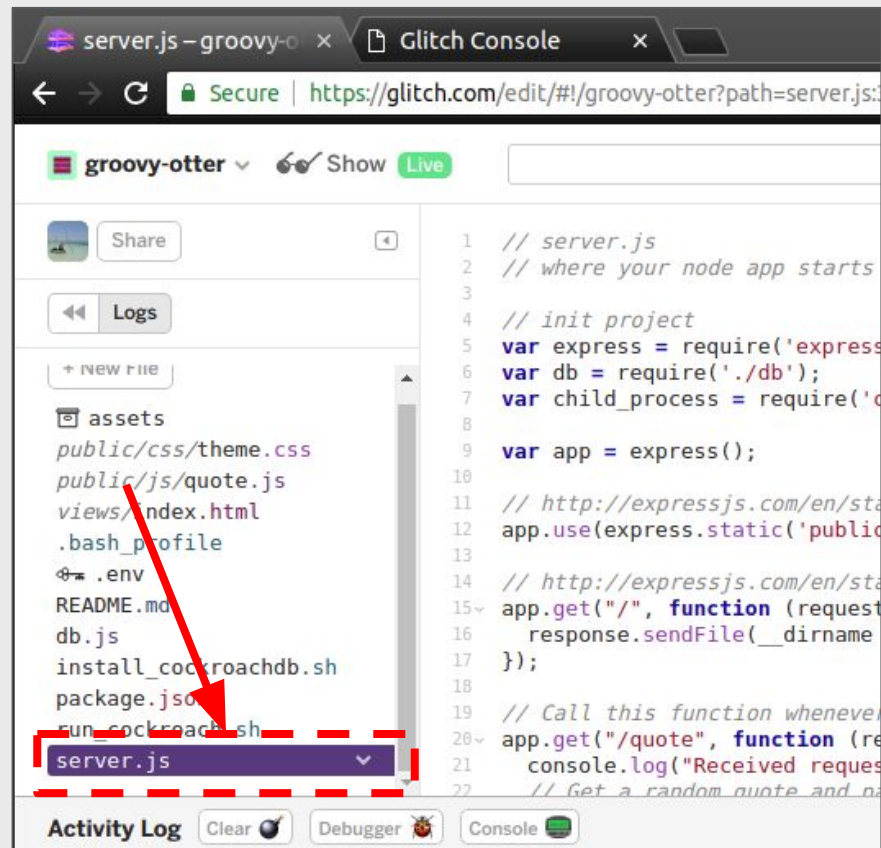 server.js – groovy-o
Glitch Console
Secure | https://glitch.com/edit/#!/groovy-otter?path=server.js:
groovy-otter Show Live
Share
Logs
+ New File
assets
public/css/theme.css
public/js/quote.js
views/index.html
.bash_profile
.env
README.md
db.js
install_cockroachdb.sh
package.json
run_cockroach.sh
server.js
1 // server.js
2 // where your node app starts
3
4 // init project
5 var express = require('express
6 var db = require('./db');
7 var child_process = require('c
8
9 var app = express();
10
11 // http://expressjs.com/en/sta
12 app.use(express.static('public
13
14 // http://expressjs.com/en/sta
15 app.get("/", function (request
16 response.sendFile(__dirname
17 });
18
19 // Call this function whenever
20 app.get("/quote", function (re
21 console.log("Received reques
22 // Get a random quote and pa
Activity Log Clear Debugger Console